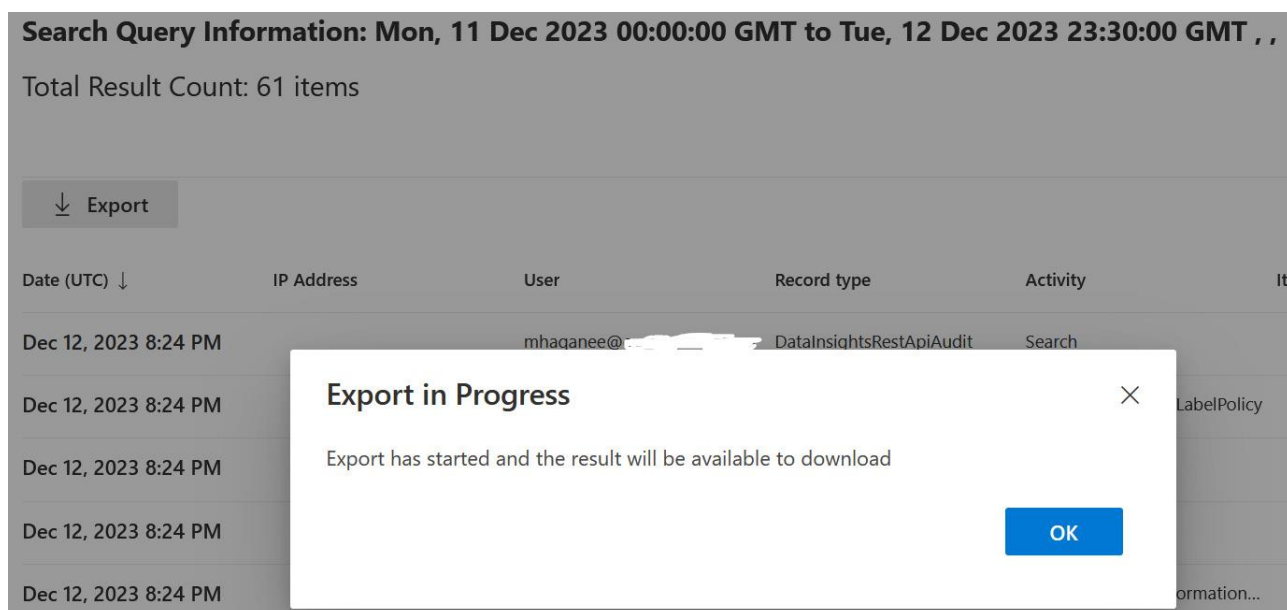 Search Query Information: Mon, 11 Dec 2023 00:00:00 GMT to Tue, 12 Dec 2023 23:30:00 GMT , ,
Total Result Count: 61 items
Export
Date (UTC) ↓ IP Address User Record type Activity It
Dec 12, 2023 8:24 PM mhaganee@ DataInsightsRestApiAudit Search
Export in Progress
Dec 12, 2023 8:24 PM LabelPolicy
Export has started and the result will be available to download
Dec 12, 2023 8:24 PM
Dec 12, 2023 8:24 PM
OK
Dec 12, 2023 8:24 PM ormation...